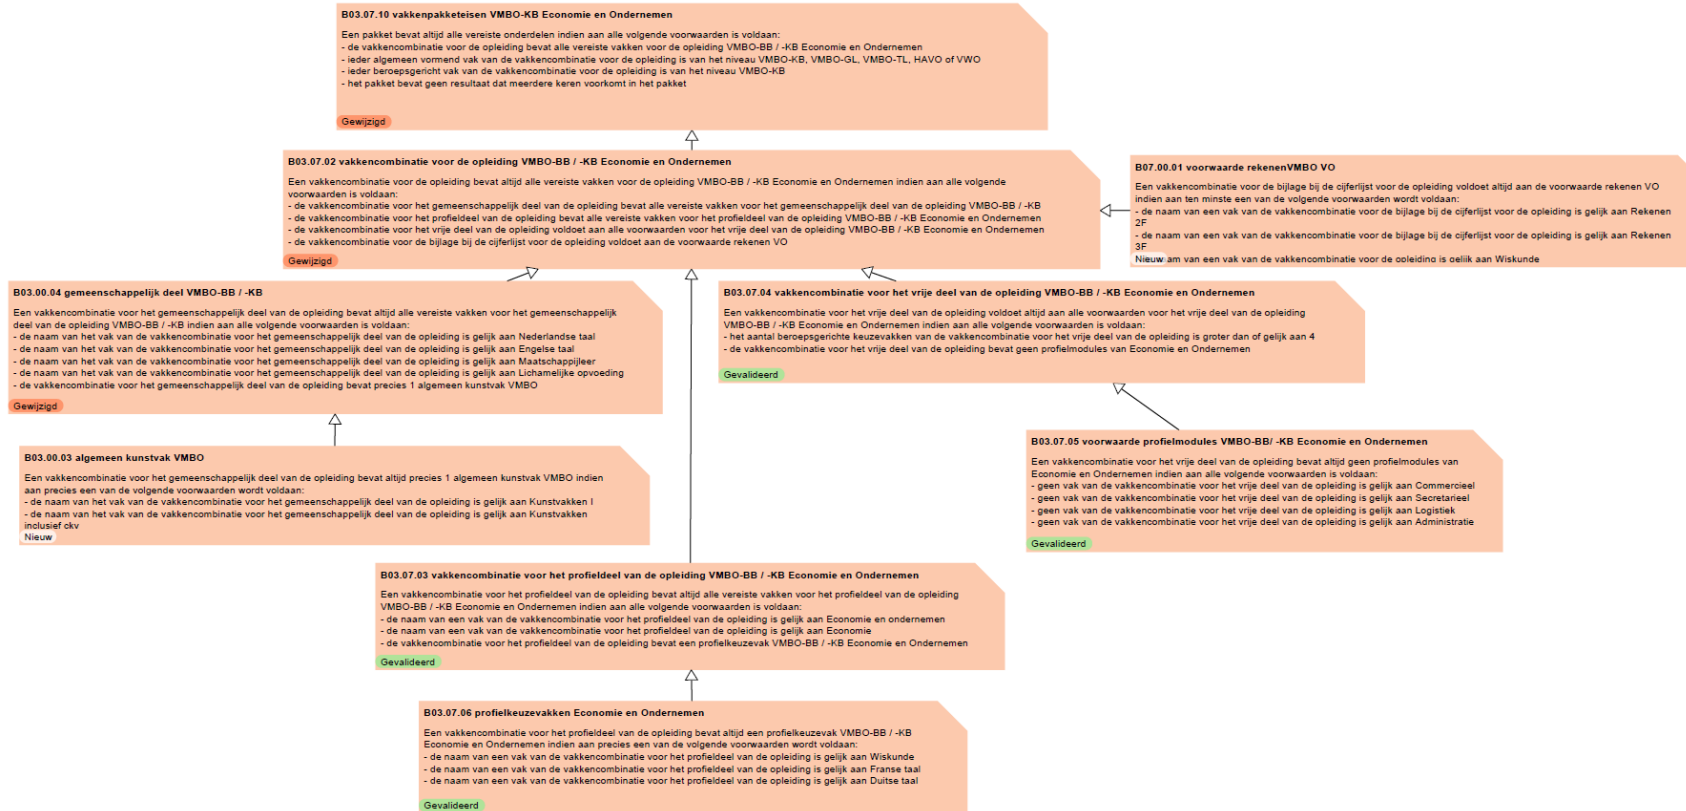 B03.07.10 vakkenpakketeisen VMBO-KB Economie en Ondernemen
Een pakket bevat altijd alle vereiste onderdelen indien aan alle volgende voorwaarden is voldaan:
- de vakkencombinatie voor de opleiding bevat alle vereiste vakken voor de opleiding VMBO-BB / -KB Economie en Ondernemen
- ieder algemeen vormend vak van de vakkencombinatie voor de opleiding is van het niveau VMBO-KB, VMBO-GL, VMBO-TL, HAVO of VWO
- ieder beroepsgericht vak van de vakkencombinatie voor de opleiding is van het niveau VMBO-KB
- het pakket bevat geen resultaat dat meerdere keren voorkomt in het pakket
Gewijzigd
B03.07.02 vakkencombinatie voor de opleiding VMBO-BB / -KB Economie en Ondernemen
Een vakkencombinatie voor de opleiding bevat altijd alle vereiste vakken voor de opleiding VMBO-BB / -KB Economie en Ondernemen indien aan alle volgende
voorwaarden is voldaan:
- de vakkencombinatie voor het gemeenschappelijk deel van de opleiding bevat alle vereiste vakken voor het gemeenschappelijk deel van de opleiding VMBO-BB / -KB
- de vakkencombinatie voor het profieldeel van de opleiding bevat alle vereiste vakken voor het profieldeel van de opleiding VMBO-BB / -KB Economie en Ondernemen
- de vakkencombinatie voor het vrije deel van de opleiding voldoet aan alle voorwaarden voor het vrije deel van de opleiding VMBO-BB / -KB Economie en Ondernemen
- de vakkencombinatie voor de bijlage bij de cijferlijst voor de opleiding voldoet aan de voorwaarde rekenen VO
Gewijzigd
B07.00.01 voorwaarde rekenenVMBO VO
Een vakkencombinatie voor de bijlage bij de cijferlijst voor de opleiding voldoet altijd aan de voorwaarde rekenen VO
indien aan ten minste een van de volgende voorwaarden wordt voldaan:
- de naam van een vak van de vakkencombinatie voor de bijlage bij de cijferlijst voor de opleiding is gelijk aan Rekenen
2F
- de naam van een vak van de vakkencombinatie voor de bijlage bij de cijferlijst voor de opleiding is gelijk aan Rekenen
3F
Nieuw am van een vak van de vakkencombinatie voor de opleiding is gelijk aan Wiskunde
B03.00.04 gemeenschappelijk deel VMBO-BB / -KB
Een vakkencombinatie voor het gemeenschappelijk deel van de opleiding bevat altijd alle vereiste vakken voor het gemeenschappelijk
deel van de opleiding VMBO-BB / -KB indien aan alle volgende voorwaarden is voldaan:
- de naam van het vak van de vakkencombinatie voor het gemeenschappelijk deel van de opleiding is gelijk aan Nederlandse taal
- de naam van het vak van de vakkencombinatie voor het gemeenschappelijk deel van de opleiding is gelijk aan Engelse taal
- de naam van het vak van de vakkencombinatie voor het gemeenschappelijk deel van de opleiding is gelijk aan Maatschappijleer
- de naam van het vak van de vakkencombinatie voor het gemeenschappelijk deel van de opleiding is gelijk aan Lichamelijke opvoeding
- de vakkencombinatie voor het gemeenschappelijk deel van de opleiding bevat precies 1 algemeen kunstvak VMBO
Gewijzigd
B03.07.04 vakkencombinatie voor het vrije deel van de opleiding VMBO-BB / -KB Economie en Ondernemen
Een vakkencombinatie voor het vrije deel van de opleiding voldoet altijd aan alle voorwaarden voor het vrije deel van de opleiding
VMBO-BB / -KB Economie en Ondernemen indien aan alle volgende voorwaarden is voldaan:
- het aantal beroepsgerichte keuzevakken van de vakkencombinatie voor het vrije deel van de opleiding is groter dan of gelijk aan 4
- de vakkencombinatie voor het vrije deel van de opleiding bevat geen profielmodules van Economie en Ondernemen
Gevalideerd
B03.00.03 algemeen kunstvak VMBO
Een vakkencombinatie voor het gemeenschappelijk deel van de opleiding bevat altijd precies 1 algemeen kunstvak VMBO indien
aan precies een van de volgende voorwaarden wordt voldaan:
- de naam van het vak van de vakkencombinatie voor het gemeenschappelijk deel van de opleiding is gelijk aan Kunstvakken I
- de naam van het vak van de vakkencombinatie voor het gemeenschappelijk deel van de opleiding is gelijk aan Kunstvakken
inclusief ckv
Nieuw
B03.07.05 voorwaarde profielmodules VMBO-BB/ -KB Economie en Ondernemen
Een vakkencombinatie voor het vrije deel van de opleiding bevat altijd geen profielmodules van
Economie en Ondernemen indien aan alle volgende voorwaarden is voldaan:
- geen vak van de vakkencombinatie voor het vrije deel van de opleiding is gelijk aan Commercieel
- geen vak van de vakkencombinatie voor het vrije deel van de opleiding is gelijk aan Secretarieel
- geen vak van de vakkencombinatie voor het vrije deel van de opleiding is gelijk aan Logistiek
- geen vak van de vakkencombinatie voor het vrije deel van de opleiding is gelijk aan Administratie
Gevalideerd
B03.07.03 vakkencombinatie voor het profieldeel van de opleiding VMBO-BB / -KB Economie en Ondernemen
Een vakkencombinatie voor het profieldeel van de opleiding bevat altijd alle vereiste vakken voor het profieldeel van de opleiding
VMBO-BB / -KB Economie en Ondernemen indien aan alle volgende voorwaarden is voldaan:
- de naam van een vak van de vakkencombinatie voor het profieldeel van de opleiding is gelijk aan Economie en ondernemen
- de naam van een vak van de vakkencombinatie voor het profieldeel van de opleiding is gelijk aan Economie
- de vakkencombinatie voor het profieldeel van de opleiding bevat een profielkeuzevak VMBO-BB / -KB Economie en Ondernemen
Gevalideerd
B03.07.06 profielkeuzevakken Economie en Ondernemen
Een vakkencombinatie voor het profieldeel van de opleiding bevat altijd een profielkeuzevak VMBO-BB / -KB
Economie en Ondernemen indien aan precies een van de volgende voorwaarden wordt voldaan:
- de naam van een vak van de vakkencombinatie voor het profieldeel van de opleiding is gelijk aan Wiskunde
- de naam van een vak van de vakkencombinatie voor het profieldeel van de opleiding is gelijk aan Franse taal
- de naam van een vak van de vakkencombinatie voor het profieldeel van de opleiding is gelijk aan Duitse taal
Gevalideerd